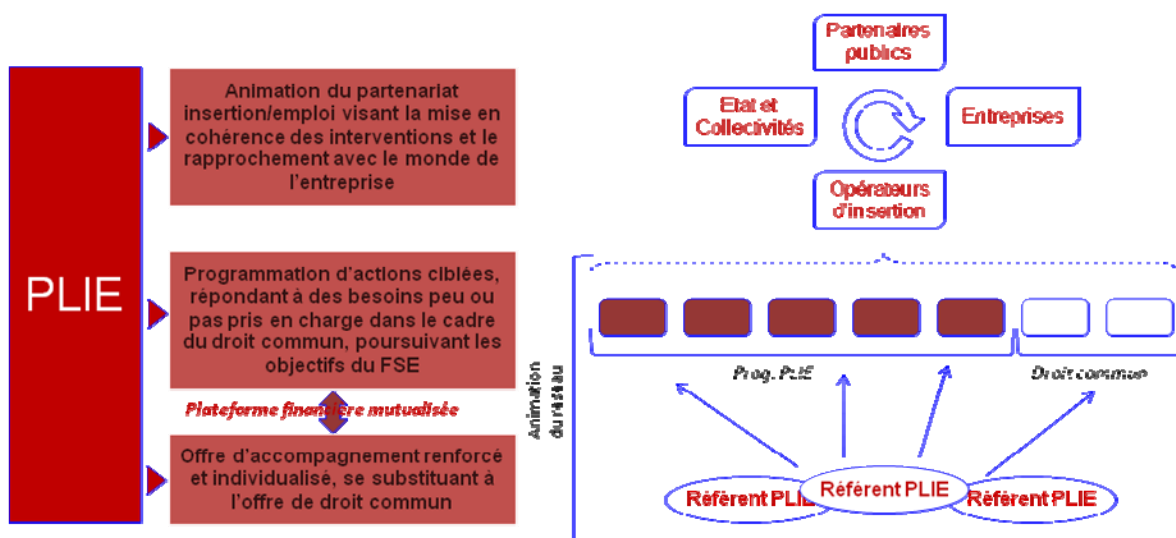 PLIE
Animation du partenariat
insertion/emploi visant la mise en
cohérence des interventions et le
rapprochement avec le monde de
l'entreprise
Programmation d'actions ciblées,
répondant à des besoins peu ou
pas pris en charge dans le cadre
du droit commun, poursuivant les
objectifs du FSE
Plateforme financière mutualisée
Offre d'accompagnement renforcé
et individualisé, se substituant à
l'offre de droit commun
Partenaires
publics
Etat et
Collectivités
Entreprises
Opérateurs
d'insertion
Animation
du réseau
Prog. PLIE
Droit commun
Référent PLIE
Référent PLIE
Référent PLIE